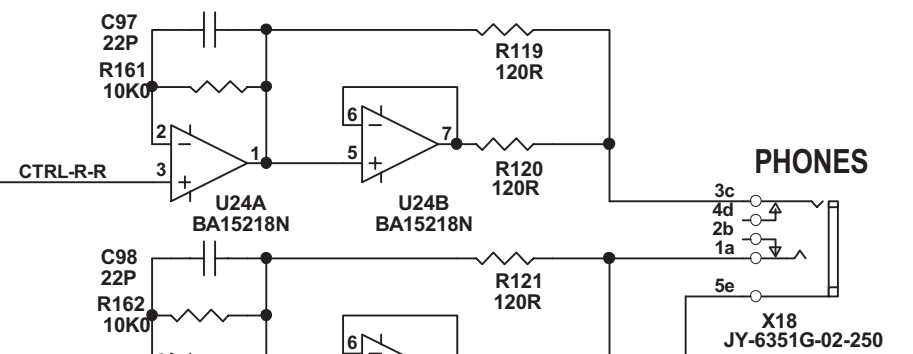 C97
22P
R161
10K0
R119
120R
2
3
1
6
5
7
CTRL-R-R
U24A
BA15218N
U24B
BA15218N
R120
120R
PHONES
3c
4d
2b
1a
5e
X18
JY-6351G-02-250
C98
22P
R162
10K0
R121
120R
6